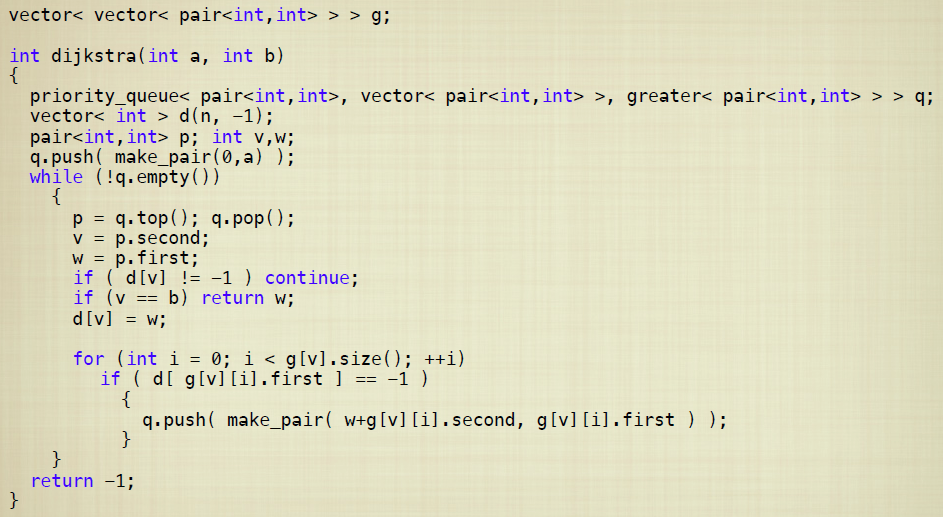 vector< vector< pair<int,int> > > g;

int dijkstra(int a, int b)
{
  priority_queue< pair<int,int>, vector< pair<int,int> >, greater< pair<int,int> > > q;
  vector< int > d(n, -1);
  pair<int,int> p; int v,w;
  q.push( make_pair(0,a) );
  while (!q.empty())
    {
      p = q.top(); q.pop();
      v = p.second;
      w = p.first;
      if ( d[v] != -1 ) continue;
      if (v == b) return w;
      d[v] = w;

      for (int i = 0; i < g[v].size(); ++i)
        if ( d[ g[v][i].first ] == -1 )
          {
            q.push( make_pair( w+g[v][i].second, g[v][i].first ) );
          }
    }
  return -1;
}